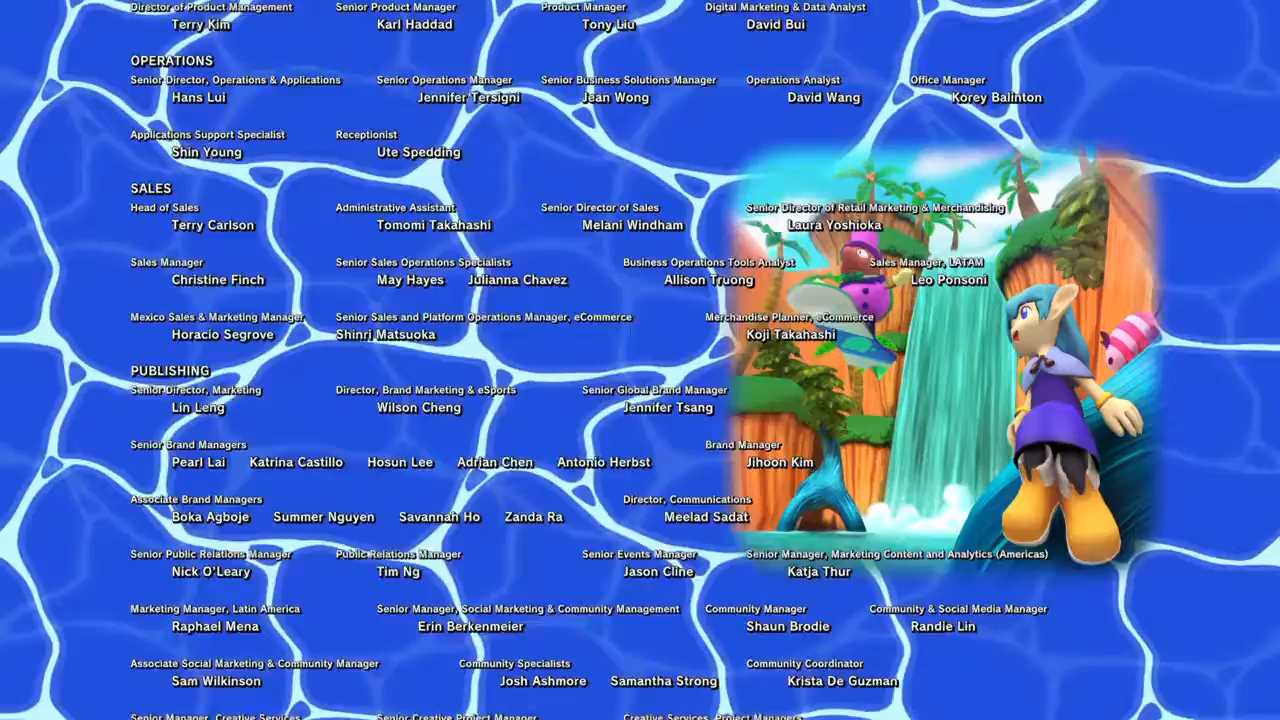 Director of Product Management Senior Product Manager Product Manager Digital Marketing & Data Analyst
Terry Kim Karl Haddad Tony Liu David Bui
OPERATIONS
Senior Director, Operations & Applications Senior Operations Manager Senior Business Solutions Manager Operations Analyst Office Manager
Hans Lui Jennifer Tersigni Jean Wong David Wang Korey Balinton
Applications Support Specialist Receptionist
Shin Young Ute Spedding
SALES
Head of Sales Administrative Assistant Senior Director of Sales Senior Director of Retail Marketing & Merchandising
Terry Carlson Tomomi Takahashi Melani Windham Laura Yoshioka
Sales Manager Senior Sales Operations Specialists Business Operations Tools Analyst Sales Manager, LATAM
Christine Finch May Hayes Julianna Chavez Allison Truong Leo Ponsoni
Mexico Sales & Marketing Manager Senior Sales and Platform Operations Manager, eCommerce Merchandise Planner, eCommerce
Horacio Segrove Shinri Matsuoka Koji Takahashi
PUBLISHING
Senior Director, Marketing Director, Brand Marketing & eSports Senior Global Brand Manager
Lin Leng Wilson Cheng Jennifer Tsang
Senior Brand Managers Brand Manager
Pearl Lai Katrina Castillo Hosun Lee Adrian Chen Antonio Herbst Jihoon Kim
Associate Brand Managers Director, Communications
Boka Agboje Summer Nguyen Savannah Ho Zanda Ra Meelad Sadat
Senior Public Relations Manager Public Relations Manager Senior Events Manager Senior Manager, Marketing Content and Analytics (Americas)
Nick O'Leary Tim Ng Jason Cline Katja Thur
Marketing Manager, Latin America Senior Manager, Social Marketing & Community Management Community Manager Community & Social Media Manager
Raphael Mena Erin Berkenmeier Shaun Brodie Randie Lin
Associate Social Marketing & Community Manager Community Specialists Community Coordinator
Sam Wilkinson Josh Ashmore Samantha Strong Krista De Guzman
Senior Manager, Creative Services Senior Creative Project Manager Creative Services, Project Managers